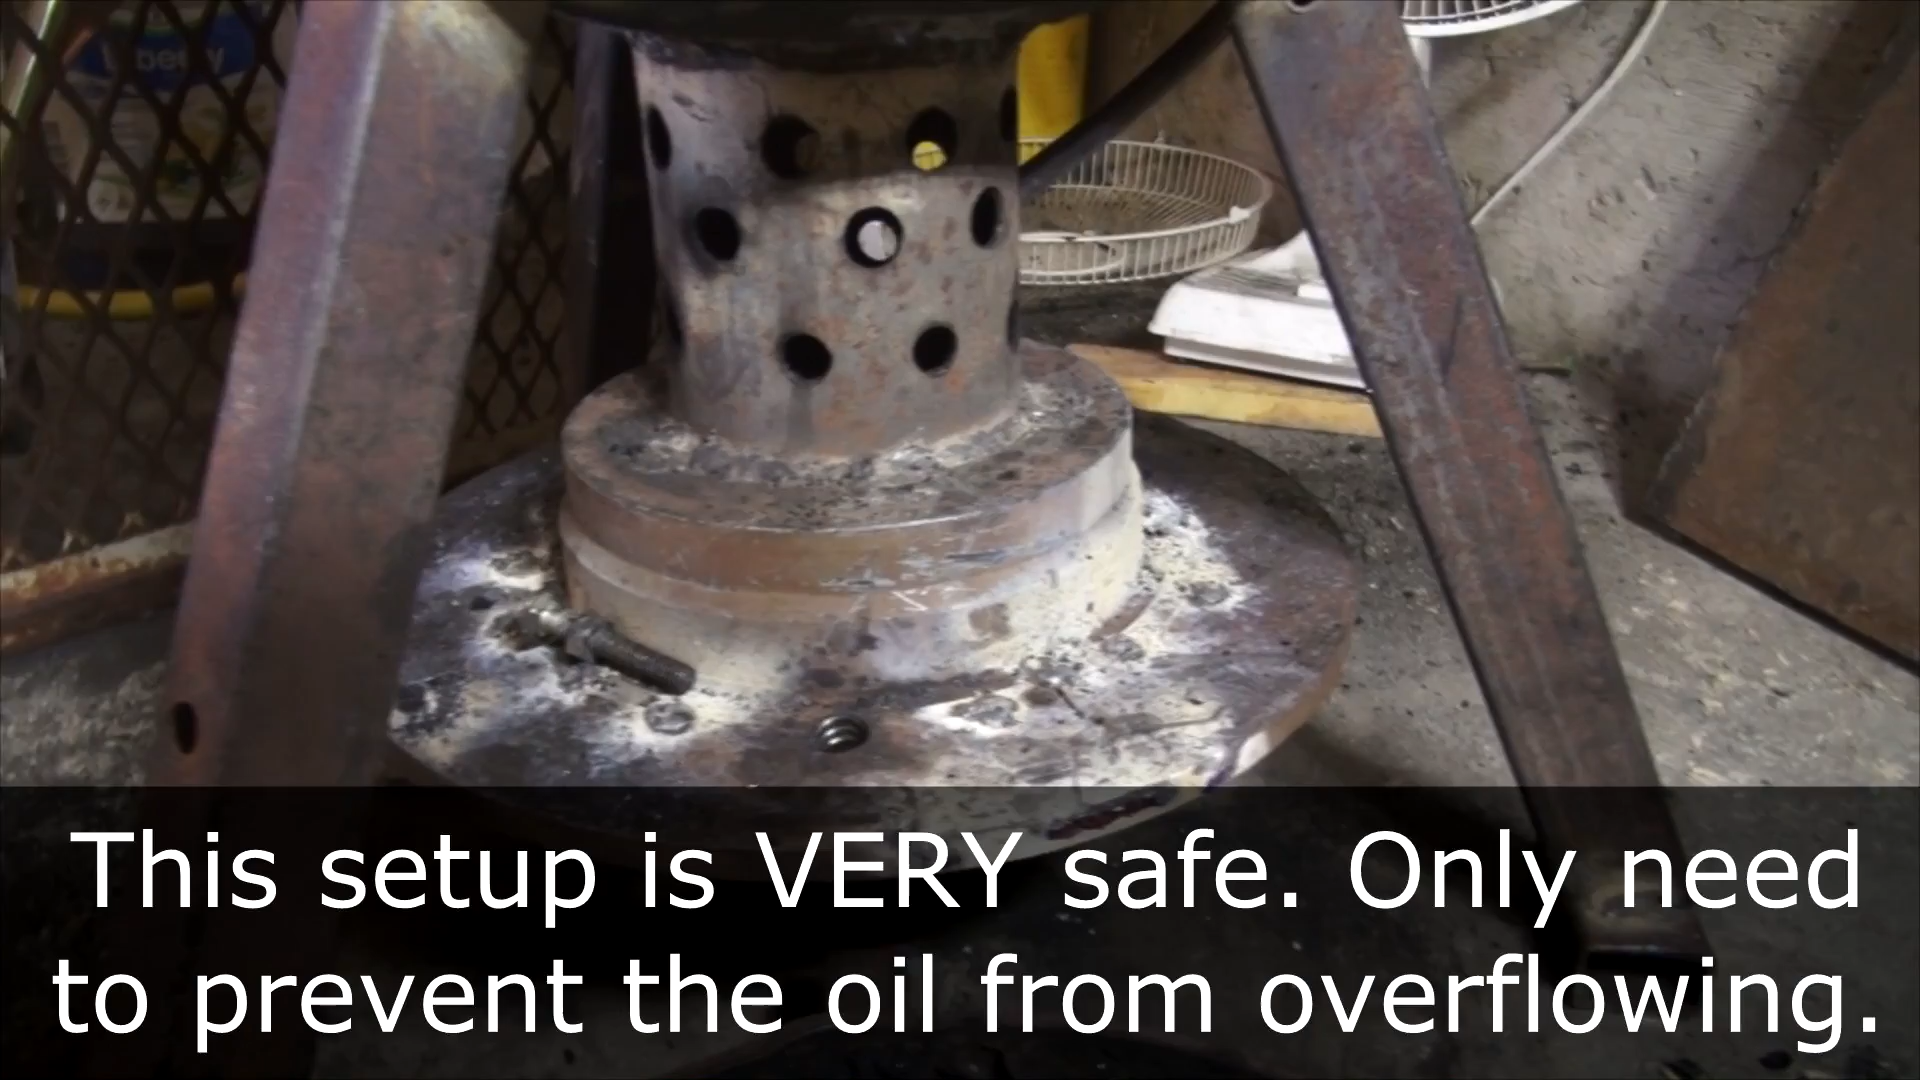 This setup is VERY safe. Only need
to prevent the oil from overflowing.